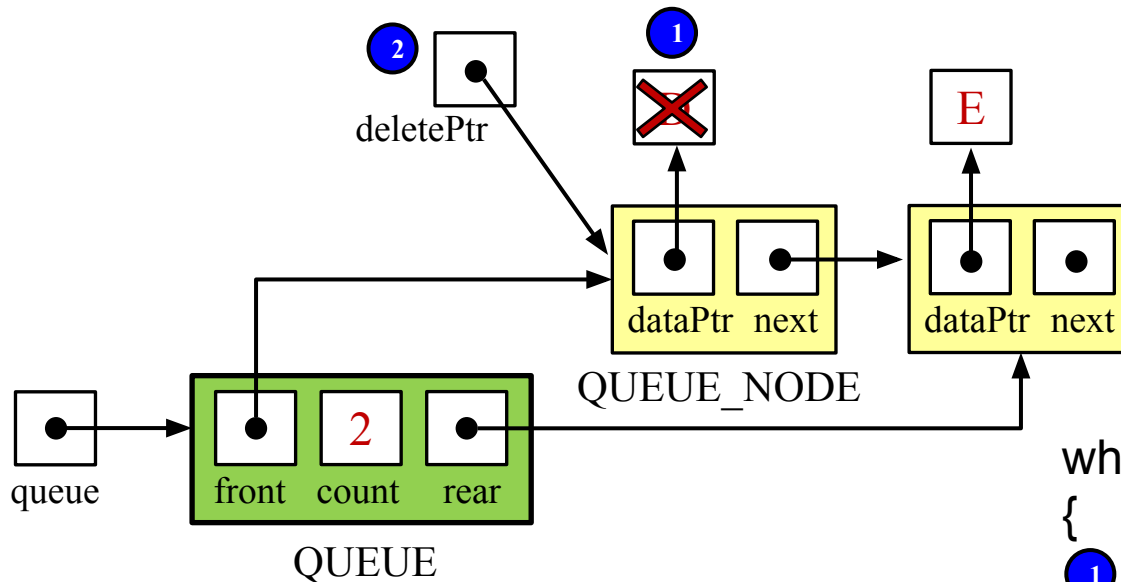 2
1
deletePtr
E
dataPtr next
dataPtr next
QUEUE_NODE
2
queue
front count rear
QUEUE
wh
{
1